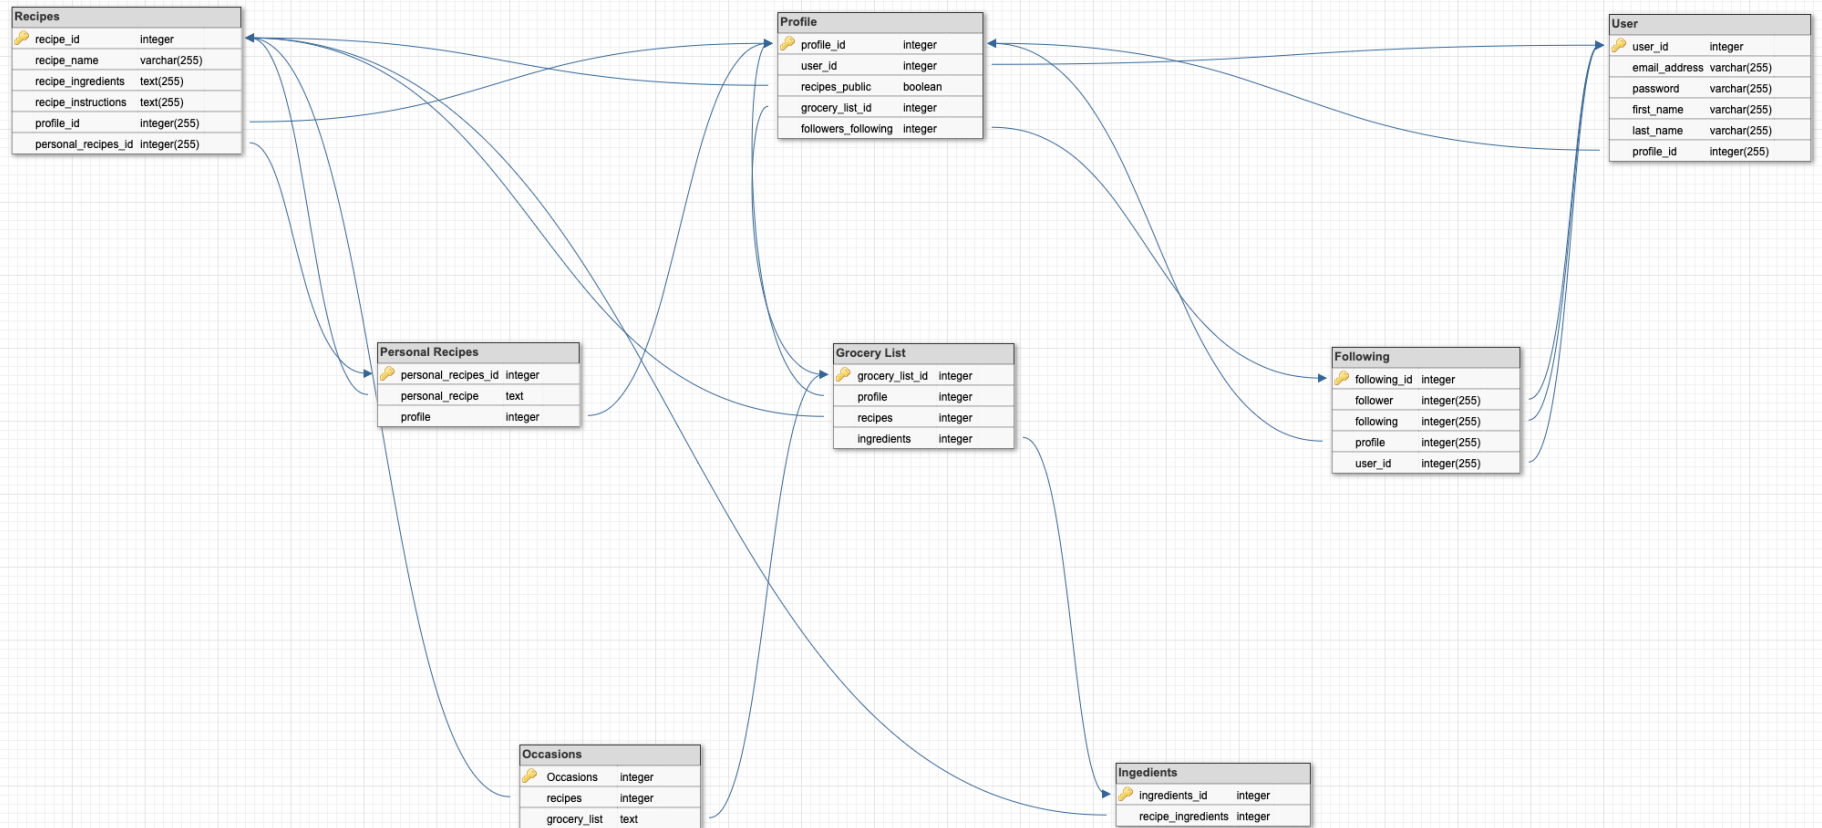 Recipes
recipe_id integer
recipe_name varchar(255)
recipe_ingredients text(255)
recipe_instructions text(255)
profile_id integer(255)
personal_recipes_id integer(255)
Profile
profile_id integer
user_id integer
recipes_public boolean
grocery_list_id integer
followers_following integer
User
user_id integer
email_address varchar(255)
password varchar(255)
first_name varchar(255)
last_name varchar(255)
profile_id integer(255)
Personal Recipes
personal_recipes_id integer
personal_recipe text
profile integer
Grocery List
grocery_list_id integer
profile integer
recipes integer
ingredients integer
Following
following_id integer
follower integer(255)
following integer(255)
profile integer(255)
user_id integer(255)
Occasions
Occasions integer
recipes integer
grocery_list text
Ingedients
ingredients_id integer
recipe_ingredients integer